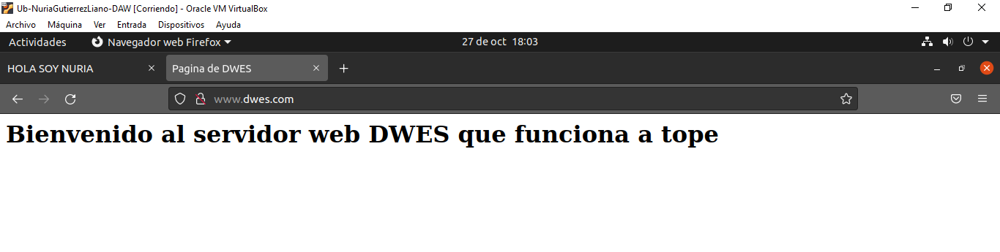 Ub-NuriaGutierrezLiano-DAW [Corriendo] - Oracle VM VirtualBox
Archivo Máquina Ver Entrada Dispositivos Ayuda
Actividades Navegador web Firefox 27 de oct 18:03
HOLA SOY NURIA Pagina de DWES
www.dwes.com
Bienvenido al servidor web DWES que funciona a tope